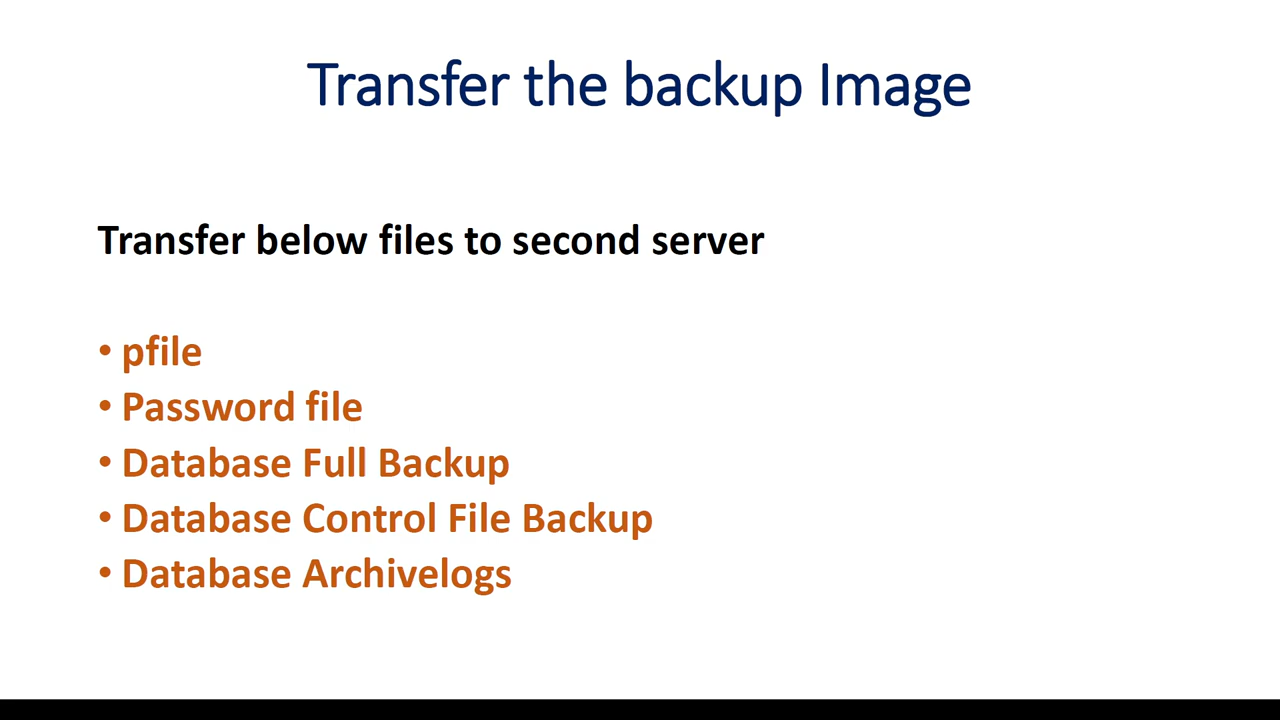 Transfer the backup Image
Transfer below files to second server
• pfile
• Password file
• Database Full Backup
• Database Control File Backup
• Database Archivelogs